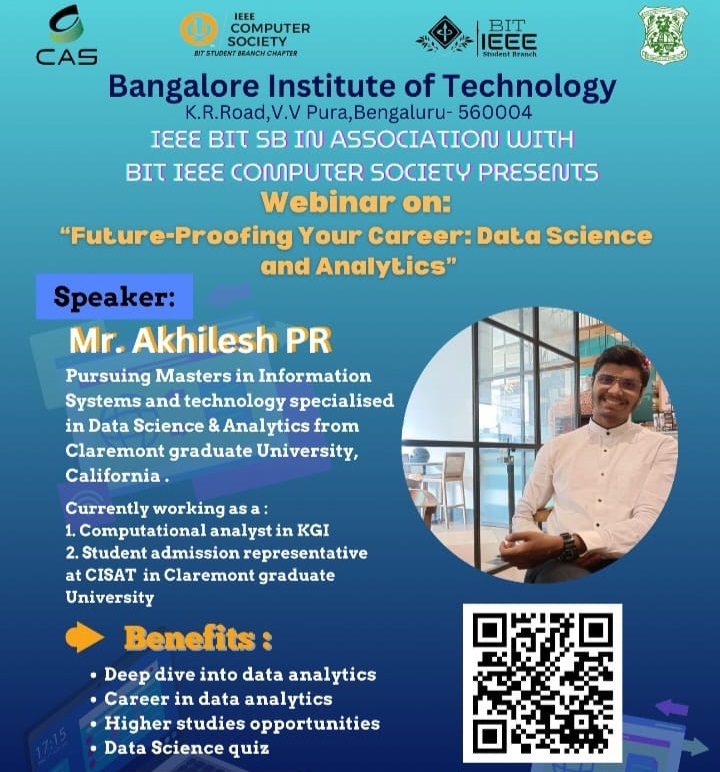 CAS
IEEE
COMPUTER
SOCIETY
BIT STUDENT BRANCH CHAPTER
BIT
IEEE
Student Branch
Bangalore Institute of Technology
K.R.Road,V.V Pura,Bengaluru- 560004
IEEE BIT SB IN ASSOCIATION WITH
BIT IEEE COMPUTER SOCIETY PRESENTS
Webinar on:
“Future-Proofing Your Career: Data Science
and Analytics”
Speaker:
Mr. Akhilesh PR
Pursuing Masters in Information
Systems and technology specialised
in Data Science & Analytics from
Claremont graduate University,
California .
Currently working as a :
1. Computational analyst in KGI
2. Student admission representative
at CISAT in Claremont graduate
University
Benefits :
• Deep dive into data analytics
• Career in data analytics
• Higher studies opportunities
• Data Science quiz
17:15